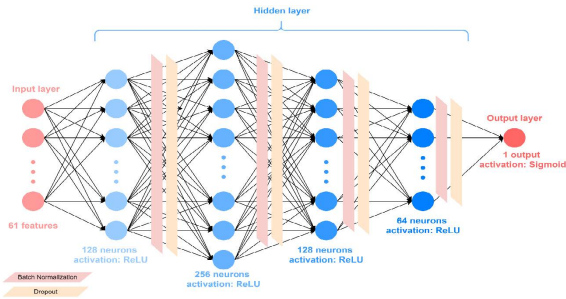 Hidden layer
Input layer
61 features
128 neurons
activation: ReLU
256 neurons
activation: ReLU
128 neurons
activation: ReLU
64 neurons
activation: ReLU
Output layer
1 output
activation: Sigmoid
Batch Normalization
Dropout